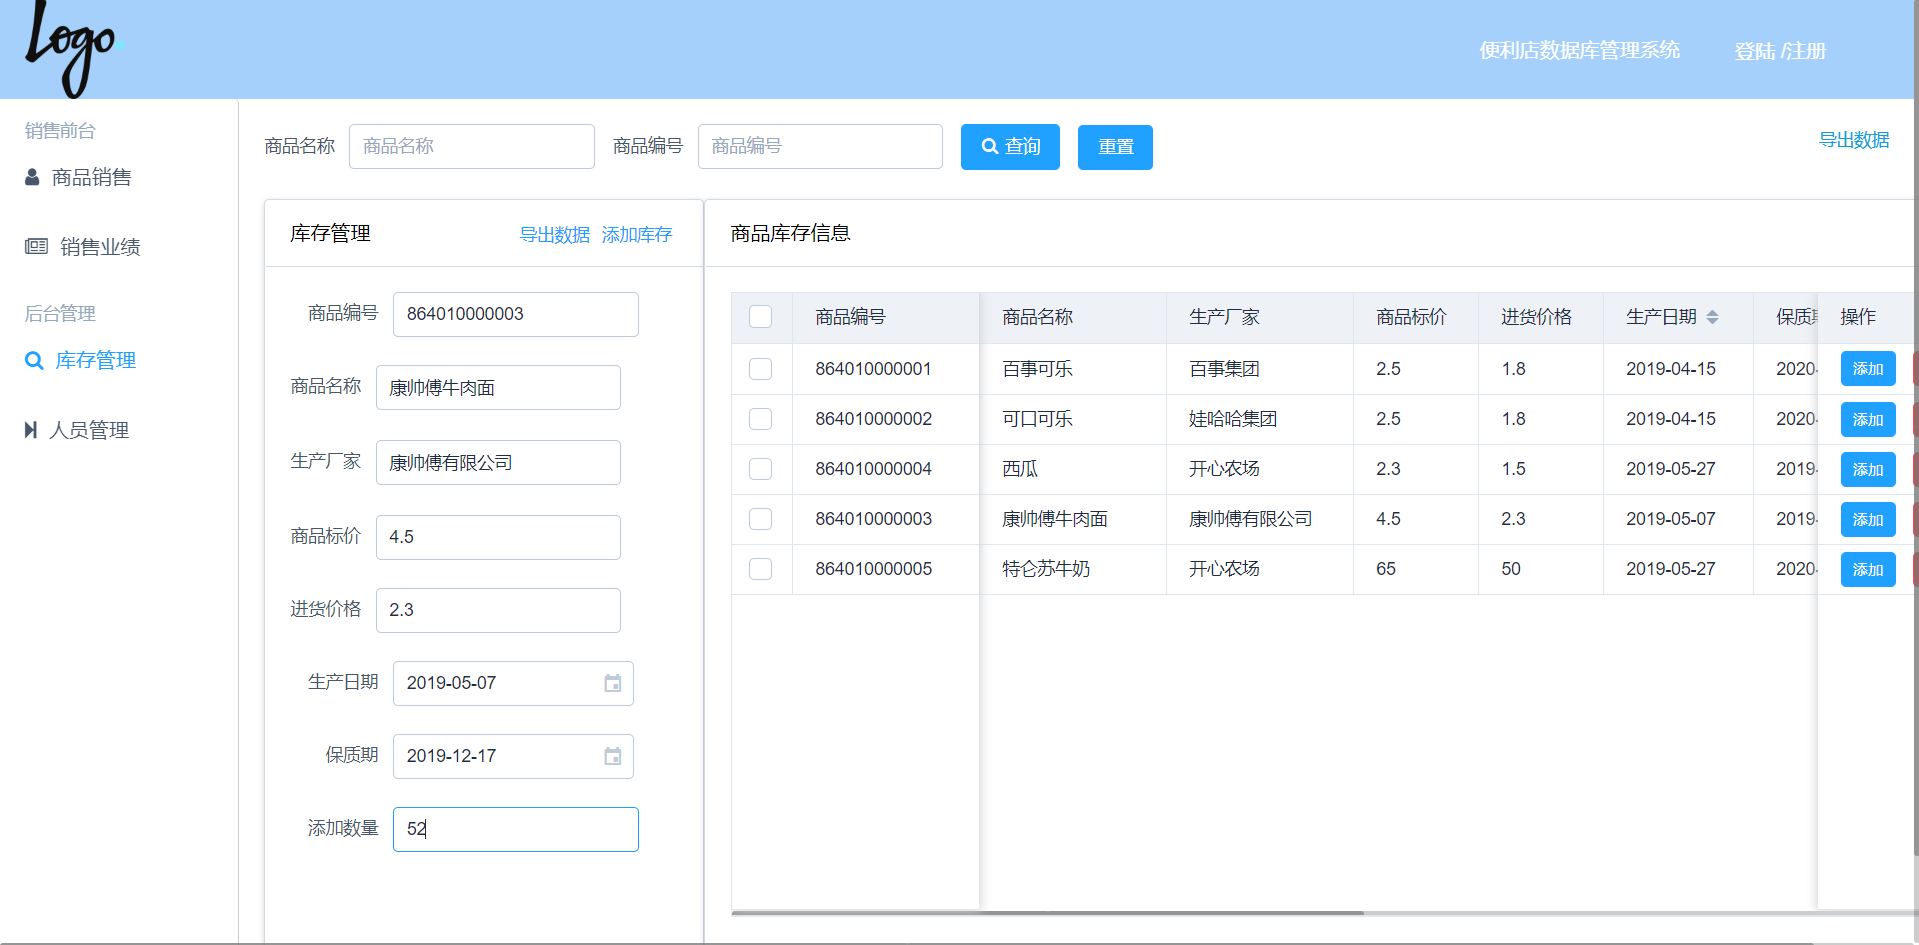 Logo
便利店数据库管理系统 登陆 /注册
销售前台
商品销售
销售业绩
后台管理
库存管理
人员管理
商品名称 商品名称 商品编号 商品编号 查询 重置 导出数据
库存管理 导出数据 添加库存
商品编号 864010000003
商品名称 康帅傅牛肉面
生产厂家 康帅傅有限公司
商品标价 4.5
进货价格 2.3
生产日期 2019-05-07
保质期 2019-12-17
添加数量 52
商品库存信息
商品编号 商品名称 生产厂家 商品标价 进货价格 生产日期 保质 操作
864010000001 百事可乐 百事集团 2.5 1.8 2019-04-15 2020- 添加
864010000002 可口可乐 娃哈哈集团 2.5 1.8 2019-04-15 2020- 添加
864010000004 西瓜 开心农场 2.3 1.5 2019-05-27 2019- 添加
864010000003 康帅傅牛肉面 康帅傅有限公司 4.5 2.3 2019-05-07 2019- 添加
864010000005 特仑苏牛奶 开心农场 65 50 2019-05-27 2020- 添加